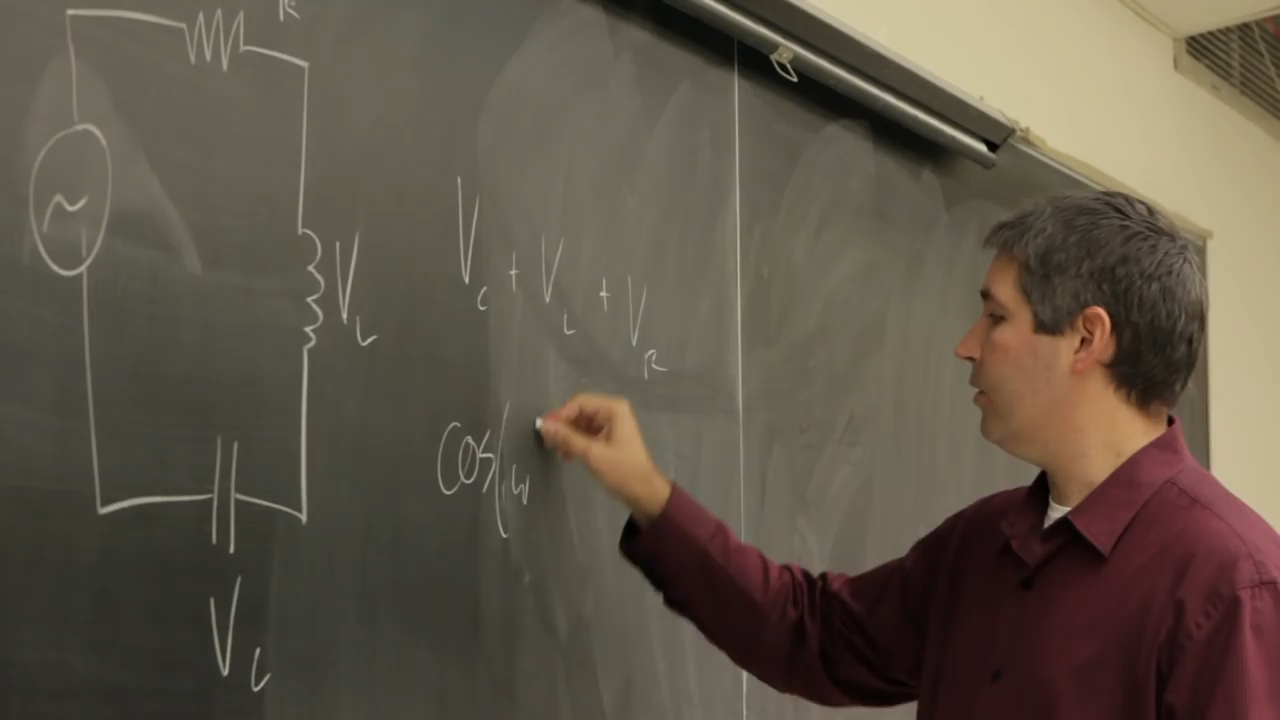 R
V_L
V_C + V_L + V_R
cos(ω
V_C